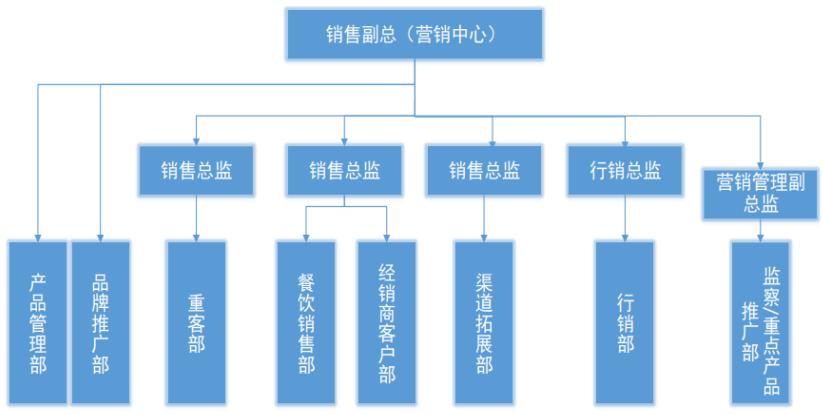 销售副总（营销中心）
销售总监
销售总监
销售总监
行销总监
营销管理副
总监
产品管理部
品牌推广部
重客部
餐饮销售部
经销商客户部
渠道拓展部
行销部
监察/重点产品
推广部